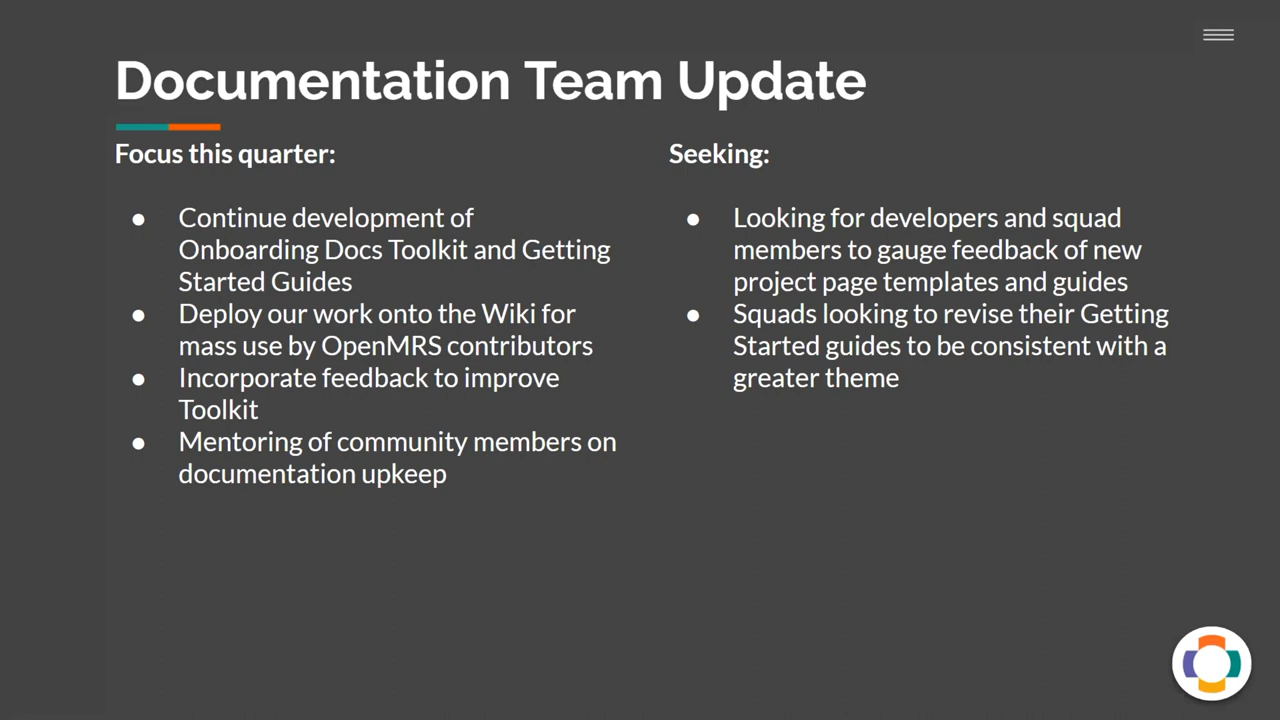 Documentation Team Update
Focus this quarter:
● Continue development of
Onboarding Docs Toolkit and Getting
Started Guides
● Deploy our work onto the Wiki for
mass use by OpenMRS contributors
● Incorporate feedback to improve
Toolkit
● Mentoring of community members on
documentation upkeep
Seeking:
● Looking for developers and squad
members to gauge feedback of new
project page templates and guides
● Squads looking to revise their Getting
Started guides to be consistent with a
greater theme